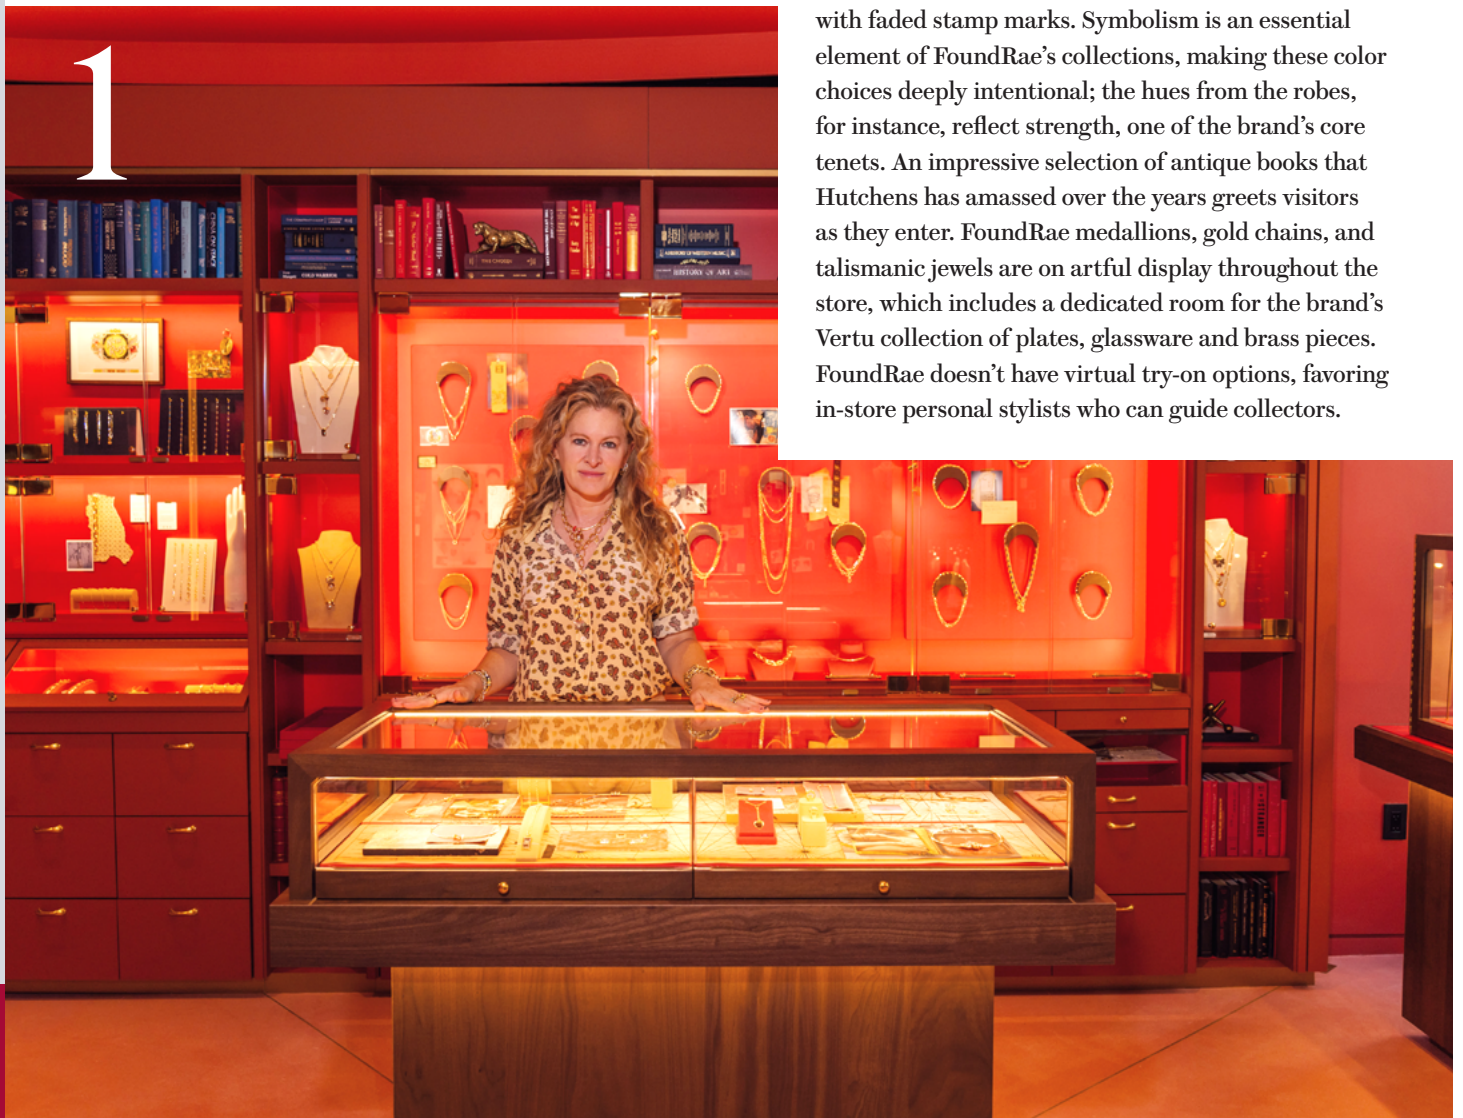 1
with faded stamp marks. Symbolism is an essential
element of FoundRae’s collections, making these color
choices deeply intentional; the hues from the robes,
for instance, reflect strength, one of the brand’s core
tenets. An impressive selection of antique books that
Hutchens has amassed over the years greets visitors
as they enter. FoundRae medallions, gold chains, and
talismanic jewels are on artful display throughout the
store, which includes a dedicated room for the brand’s
Vertu collection of plates, glassware and brass pieces.
FoundRae doesn’t have virtual try-on options, favoring
in-store personal stylists who can guide collectors.
HISTORY OF ART